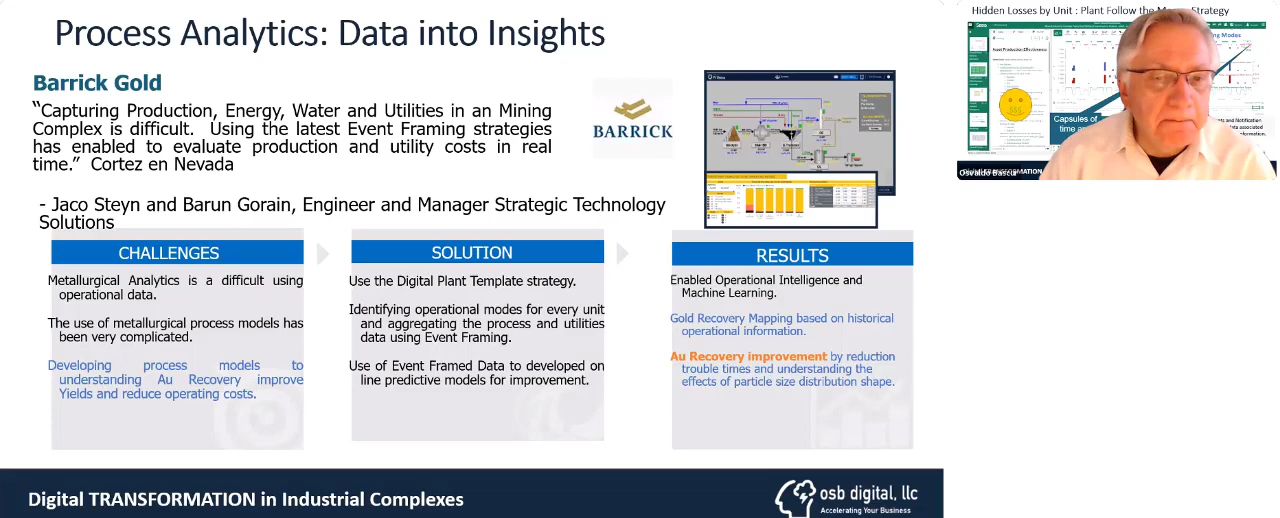 Process Analytics: Data into Insights
Barrick Gold
“Capturing Production, Energy, Water and Utilities in an Mining
Complex is difficult. Using the latest Event Framing strategies
has enabled to evaluate production and utility costs in real
time.” Cortez en Nevada
- Jaco Steyn and Barun Gorain, Engineer and Manager Strategic Technology
Solutions
BARRICK
CHALLENGES
Metallurgical Analytics is a difficult using
operational data.
The use of metallurgical process models has
been very complicated.
Developing process models to
understanding Au Recovery improve
Yields and reduce operating costs.
SOLUTION
Use the Digital Plant Template strategy.
Identifying operational modes for every unit
and aggregating the process and utilities
data using Event Framing.
Use of Event Framed Data to developed on
line predictive models for improvement.
RESULTS
Enabled Operational Intelligence and
Machine Learning.
Gold Recovery Mapping based on historical
operational information.
Au Recovery improvement by reduction
trouble times and understanding the
effects of particle size distribution shape.
Digital TRANSFORMATION in Industrial Complexes
osb digital, llc
Accelerating Your Business
Hidden Losses by Unit : Plant Follow the Strategy
Asset Production Effectiveness
Modes
Capsules of
time
Osvaldo Bascur